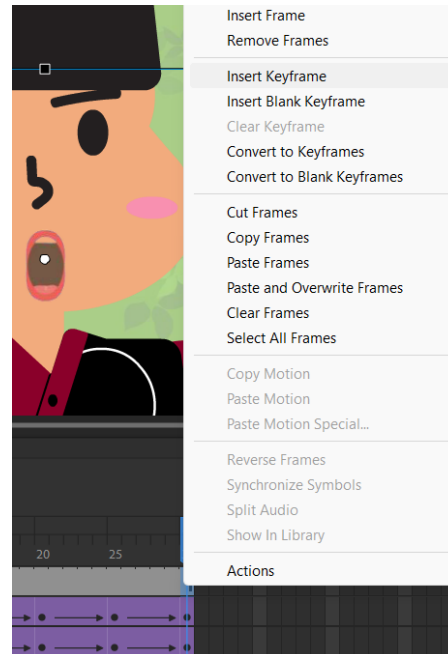 Insert Frame
Remove Frames
Insert Keyframe
Insert Blank Keyframe
Clear Keyframe
Convert to Keyframes
Convert to Blank Keyframes
Cut Frames
Copy Frames
Paste Frames
Paste and Overwrite Frames
Clear Frames
Select All Frames
Copy Motion
Paste Motion
Paste Motion Special...
Reverse Frames
Synchronize Symbols
Split Audio
Show In Library
Actions
20 25